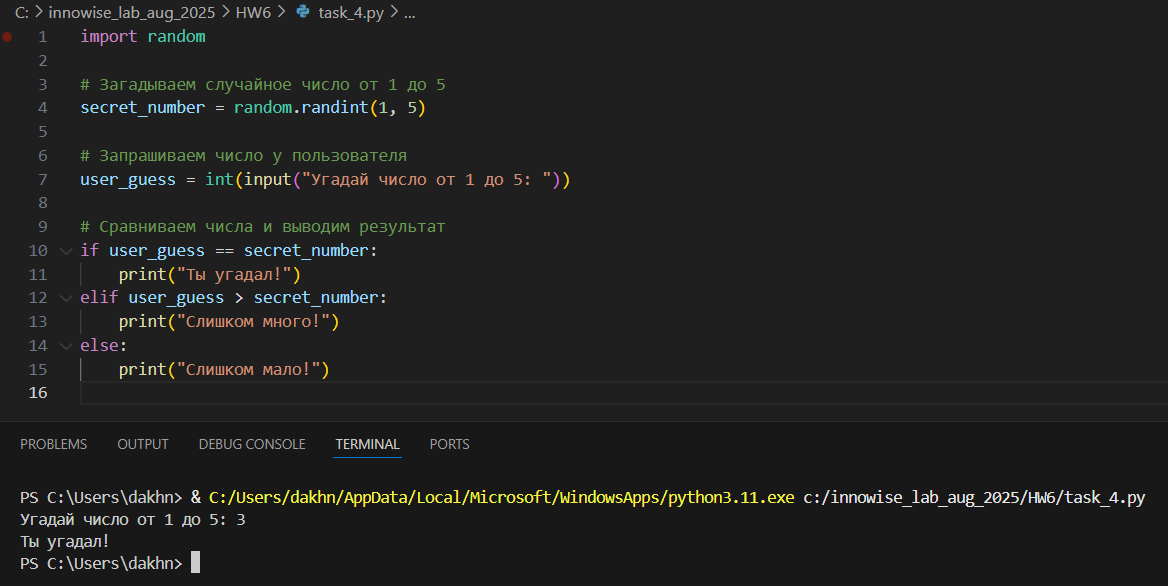 C: > innowise_lab_aug_2025 > HW6 > task_4.py > ...
1 import random
2
3 # Загадываем случайное число от 1 до 5
4 secret_number = random.randint(1, 5)
5
6 # Запрашиваем число у пользователя
7 user_guess = int(input("Угадай число от 1 до 5: "))
8
9 # Сравниваем числа и выводим результат
10 if user_guess == secret_number:
11     print("Ты угадал!")
12 elif user_guess > secret_number:
13     print("Слишком много!")
14 else:
15     print("Слишком мало!")
16
PROBLEMS OUTPUT DEBUG CONSOLE TERMINAL PORTS
PS C:\Users\dakhn> & C:/Users/dakhn/AppData/Local/Microsoft/WindowsApps/python3.11.exe c:/innowise_lab_aug_2025/HW6/task_4.py
Угадай число от 1 до 5: 3
Ты угадал!
PS C:\Users\dakhn>